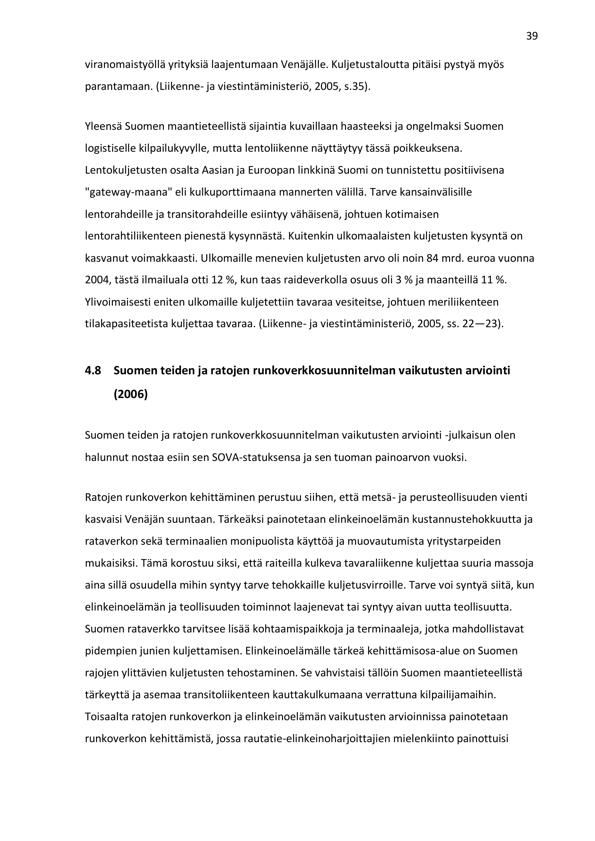 39
viranomaistyöllä yrityksiä laajentumaan Venäjälle. Kuljetustaloutta pitäisi pystyä myös
parantamaan. (Liikenne- ja viestintäministeriö, 2005, s.35).
Yleensä Suomen maantieteellistä sijaintia kuvaillaan haasteeksi ja ongelmaksi Suomen
logistiselle kilpailukyvylle, mutta lentoliikenne näyttäytyy tässä poikkeuksena.
Lentokuljetusten osalta Aasian ja Euroopan linkkinä Suomi on tunnistettu positiivisena
"gateway-maana" eli kulkuporttimaana mannerten välillä. Tarve kansainvälisille
lentorahdeille ja transitorahdeille esiintyy vähäisenä, johtuen kotimaisen
lentorahtiliikenteen pienestä kysynnästä. Kuitenkin ulkomaalaisten kuljetusten kysyntä on
kasvanut voimakkaasti. Ulkomaille menevien kuljetusten arvo oli noin 84 mrd. euroa vuonna
2004, tästä ilmailuala otti 12 %, kun taas raideverkolla osuus oli 3 % ja maanteillä 11 %.
Ylivoimaisesti eniten ulkomaille kuljetettiin tavaraa vesiteitse, johtuen meriliikenteen
tilakapasiteetista kuljettaa tavaraa. (Liikenne- ja viestintäministeriö, 2005, ss. 22—23).
4.8 Suomen teiden ja ratojen runkoverkkosuunnitelman vaikutusten arviointi
(2006)
Suomen teiden ja ratojen runkoverkkosuunnitelman vaikutusten arviointi -julkaisun olen
halunnut nostaa esiin sen SOVA-statuksensa ja sen tuoman painoarvon vuoksi.
Ratojen runkoverkon kehittäminen perustuu siihen, että metsä- ja perusteollisuuden vienti
kasvaisi Venäjän suuntaan. Tärkeäksi painotetaan elinkeinoelämän kustannustehokkuutta ja
rataverkon sekä terminaalien monipuolista käyttöä ja muovautumista yritystarpeiden
mukaisiksi. Tämä korostuu siksi, että raiteilla kulkeva tavaraliikenne kuljettaa suuria massoja
aina sillä osuudella mihin syntyy tarve tehokkaille kuljetusvirroille. Tarve voi syntyä siitä, kun
elinkeinoelämän ja teollisuuden toiminnot laajenevat tai syntyy aivan uutta teollisuutta.
Suomen rataverkko tarvitsee lisää kohtaamispaikkoja ja terminaaleja, jotka mahdollistavat
pidempien junien kuljettamisen. Elinkeinoelämälle tärkeä kehittämisosa-alue on Suomen
rajojen ylittävien kuljetusten tehostaminen. Se vahvistaisi tällöin Suomen maantieteellistä
tärkeyttä ja asemaa transitoliikenteen kauttakulkumaana verrattuna kilpailijamaihin.
Toisaalta ratojen runkoverkon ja elinkeinoelämän vaikutusten arvioinnissa painotetaan
runkoverkon kehittämistä, jossa rautatie-elinkeinoharjoittajien mielenkiinto painottuisi